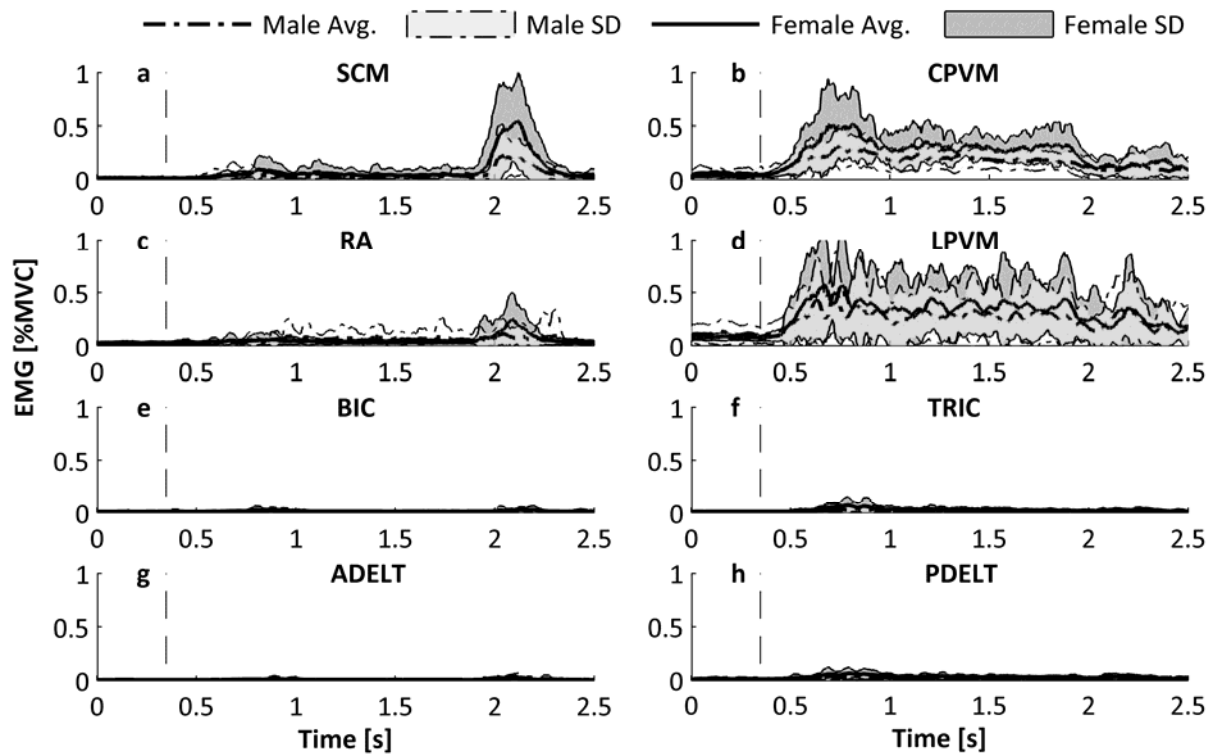 Male Avg. Male SD Female Avg. Female SD
a SCM b CPVM
1 0.5 0 1 0.5 0
0 0.5 1 1.5 2 2.5 0 0.5 1 1.5 2 2.5
c RA d LPVM
1 0.5 0 1 0.5 0
0 0.5 1 1.5 2 2.5 0 0.5 1 1.5 2 2.5
EMG [%MVC]
e BIC f TRIC
1 0.5 0 1 0.5 0
0 0.5 1 1.5 2 2.5 0 0.5 1 1.5 2 2.5
g ADELT h PDELT
1 0.5 0 1 0.5 0
0 0.5 1 1.5 2 2.5 0 0.5 1 1.5 2 2.5
Time [s] Time [s]